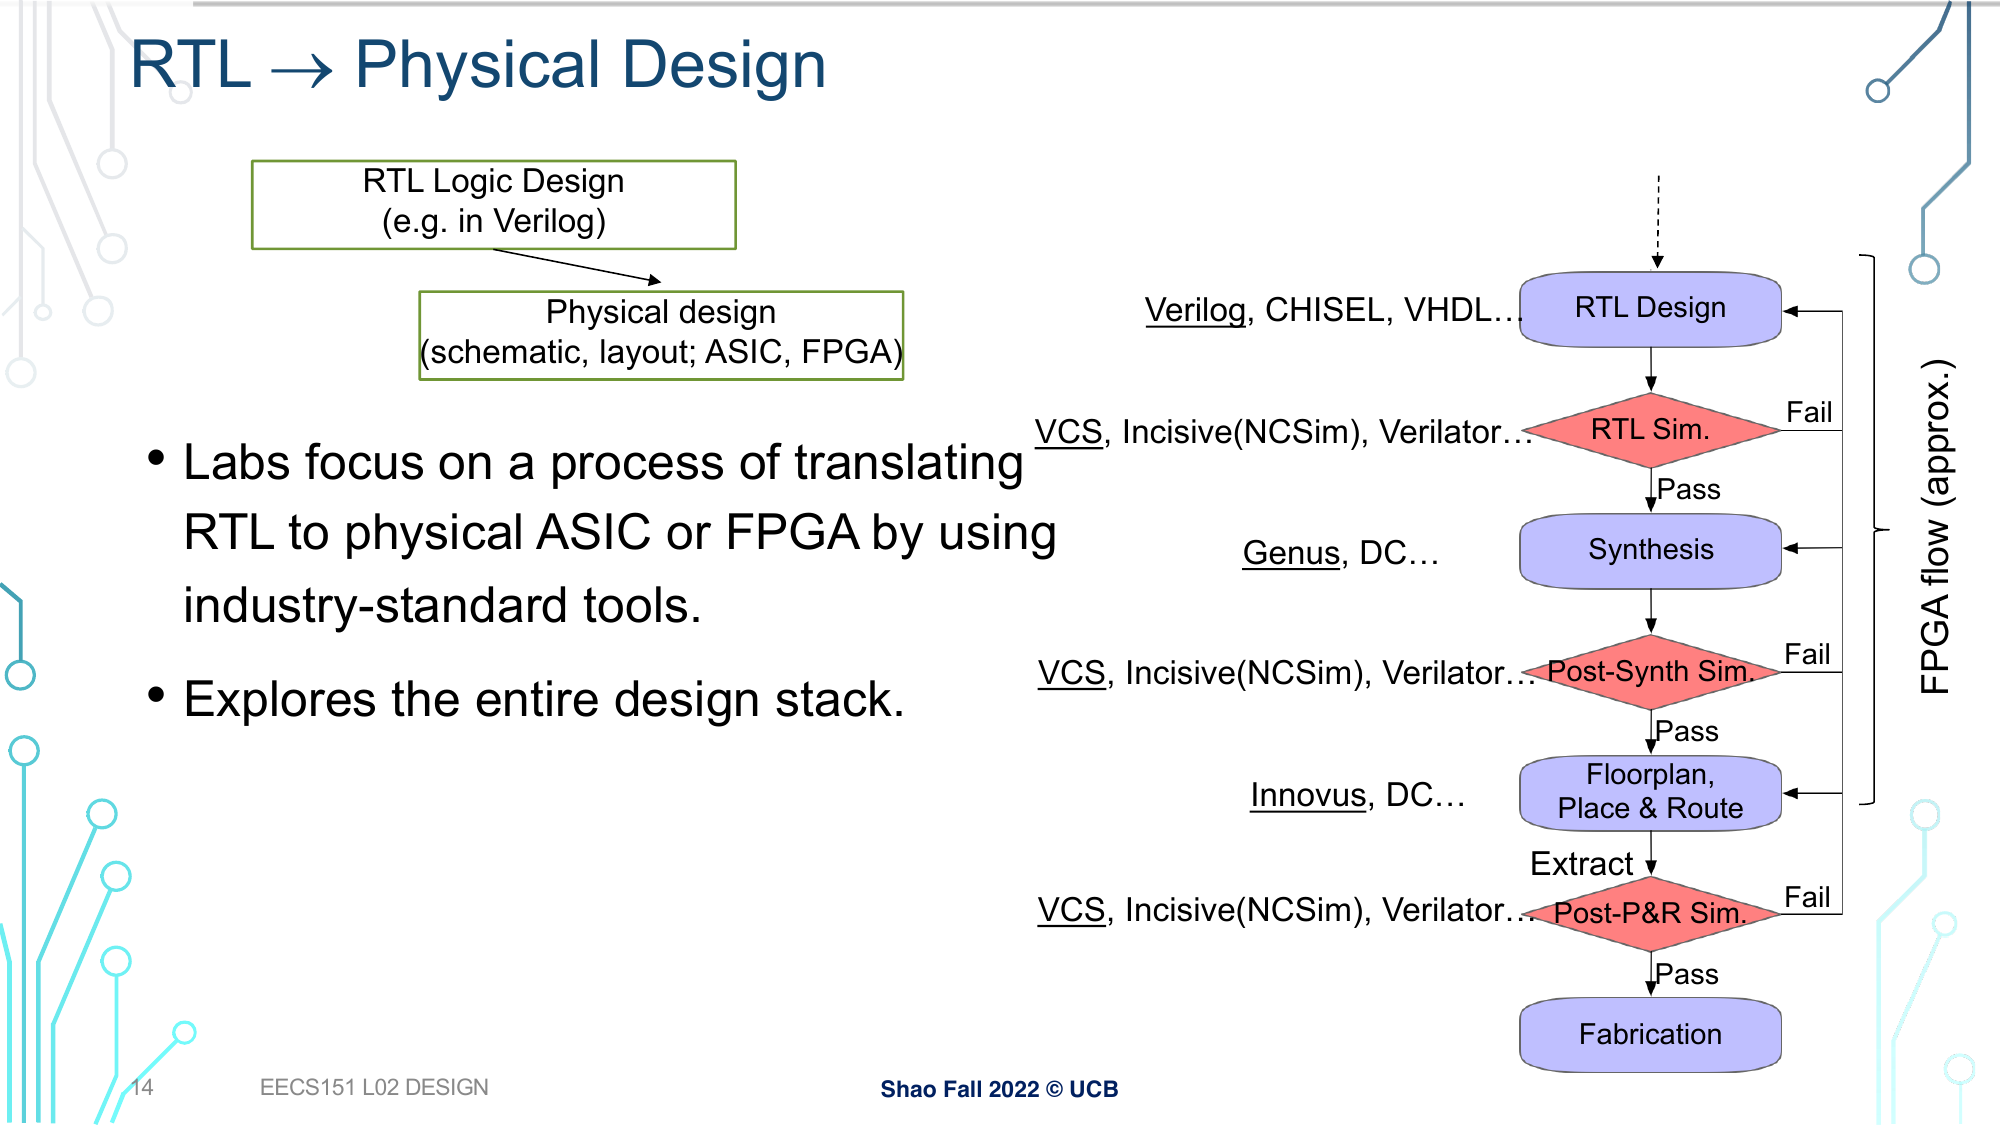 RTL → Physical Design
RTL Logic Design
(e.g. in Verilog)
Physical design
(schematic, layout; ASIC, FPGA)
• Labs focus on a process of translating
RTL to physical ASIC or FPGA by using
industry-standard tools.
• Explores the entire design stack.
Verilog, CHISEL, VHDL…
RTL Design
VCS, Incisive(NCSim), Verilator…
RTL Sim.
Fail
Pass
Genus, DC…
Synthesis
VCS, Incisive(NCSim), Verilator…
Post-Synth Sim.
Fail
Pass
Innovus, DC…
Floorplan,
Place & Route
Extract
VCS, Incisive(NCSim), Verilator…
Post-P&R Sim.
Fail
Pass
Fabrication
FPGA flow (approx.)
14
EECS151 L02 DESIGN
Shao Fall 2022 © UCB